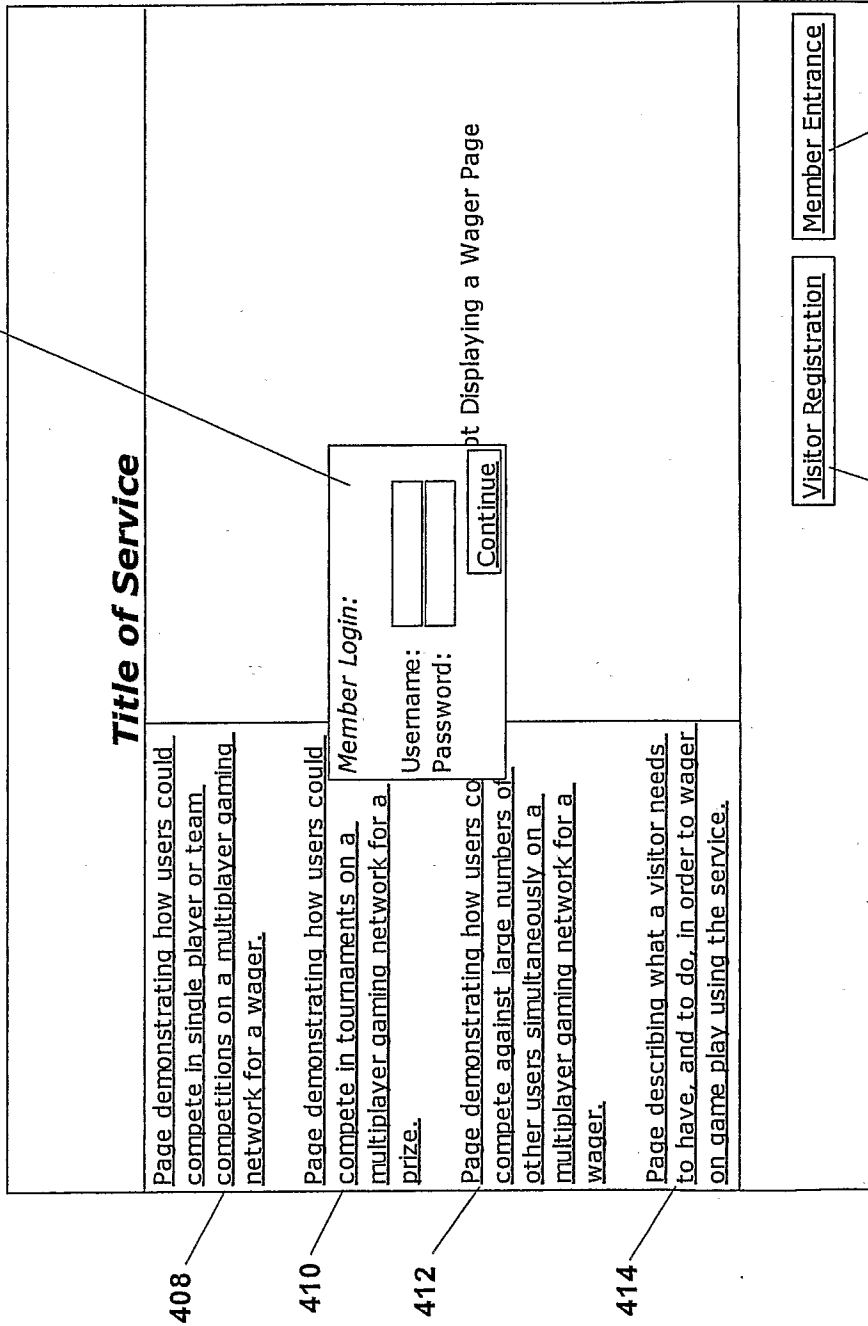 Title of Service
408
Page demonstrating how users could
compete in single player or team
competitions on a multiplayer gaming
network for a wager.
410
Page demonstrating how users could
compete in tournaments on a
multiplayer gaming network for a
prize.
412
Page demonstrating how users co
compete against large numbers of
other users simultaneously on a
multiplayer gaming network for a
wager.
414
Page describing what a visitor needs
to have, and to do, in order to wager
on game play using the service.
Member Login:
Username:
Password:
Continue
ot Displaying a Wager Page
Visitor Registration
Member Entrance